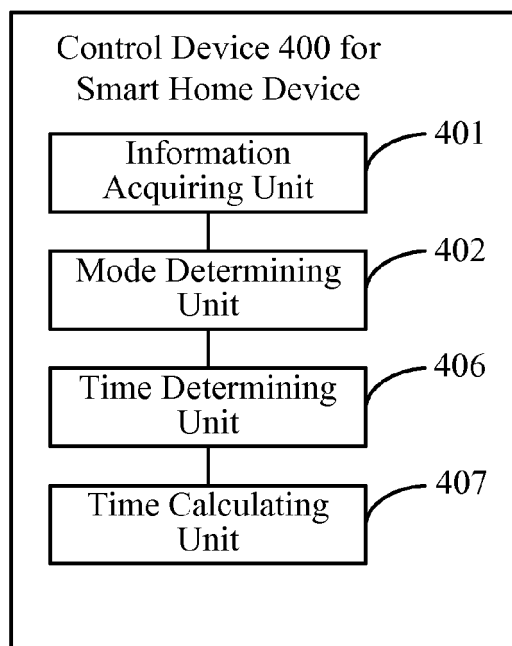 Control Device 400 for
Smart Home Device
Information
Acquiring Unit
401
Mode Determining
Unit
402
Time Determining
Unit
406
Time Calculating
Unit
407